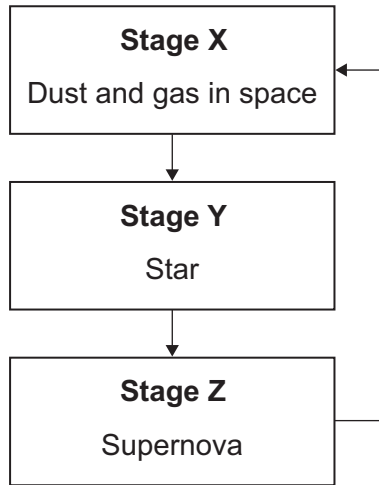 Stage X
Dust and gas in space
Stage Y
Star
Stage Z
Supernova